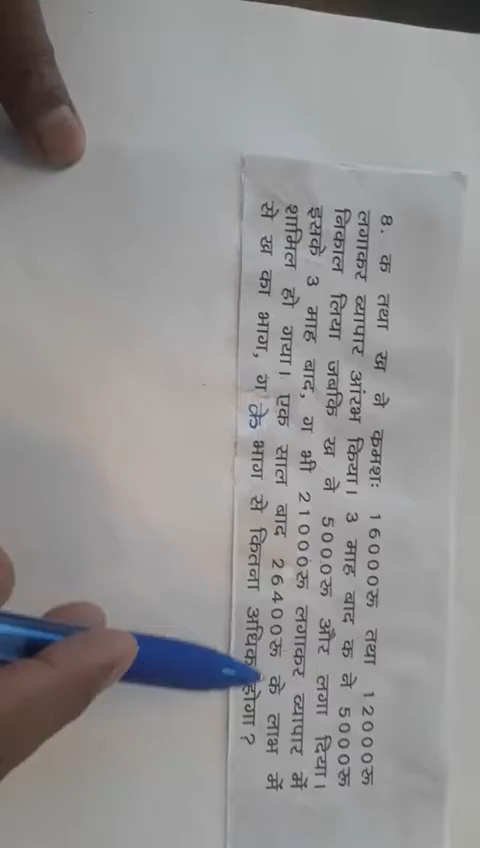 8. क तथा ख ने क्रमशः 16000रू तथा 12000रू
लगाकर व्यापार आंरभ किया। 3 माह बाद क ने 5000रू
निकाल लिया जबकि ख ने 5000रू और लगा दिया।
इसके 3 माह बाद, ग भी 21000रू लगाकर व्यापार में
शामिल हो गया। एक साल बाद 26400रू के लाभ में
से ख का भाग, ग के भाग से कितना अधिक होगा?